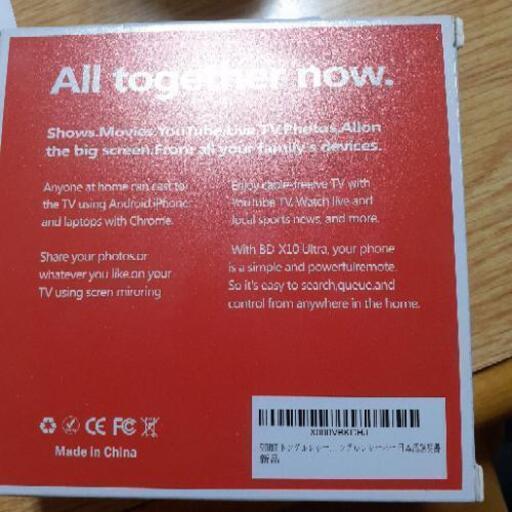 All together now.
Shows.Movies.YouTube.Live.TV.Photos.Allon
the big screen.From all your family's devices.
Anyone at home can cast to
the TV using Android.iPhone
and laptops with Chrome.
Share your photos.or
whatever you like.on your
TV using scren miroring
Enjoy cable-freeve TV with
YouTube TV. Watch live and
local sports news, and more.
With BD X10 Ultra, your phone
is a simple and powerfulremote.
So it's easy to search,queue,and
control from anywhere in the home.
CE FC
Made in China
新品